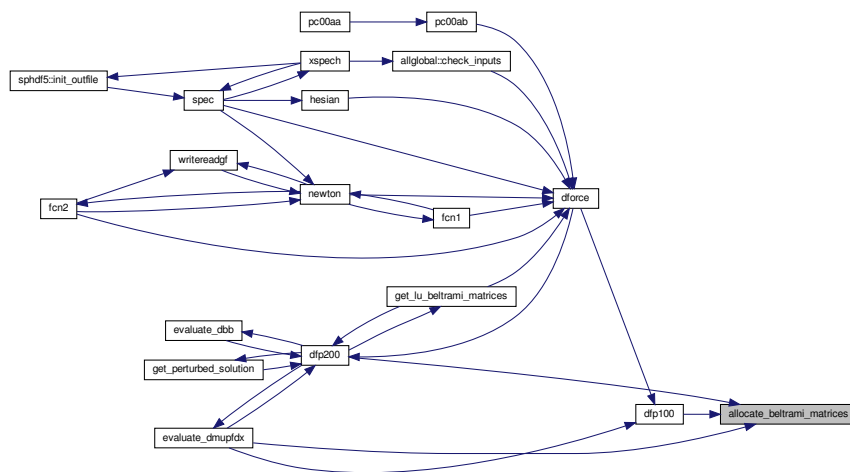 pc00aa
pc00ab
xspech
allglobal::check_inputs
sphdf5::init_outfile
spec
hesian
writereadgf
newton
dforce
fcn2
fcn1
get_lu_beltrami_matrices
evaluate_dbb
dfp200
get_perturbed_solution
dfp100
allocate_beltrami_matrices
evaluate_dmupfdx